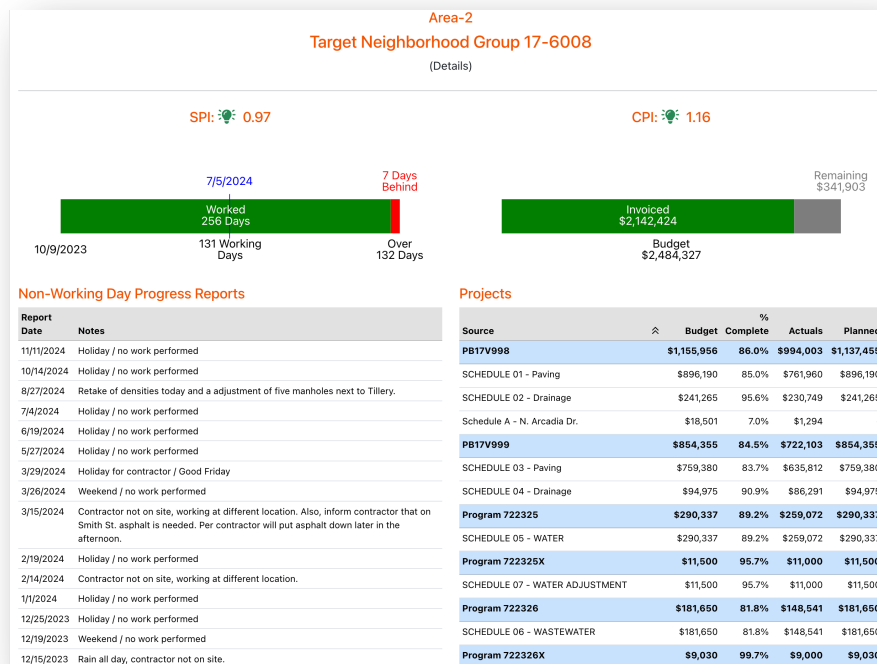 Area-2
Target Neighborhood Group 17-6008
(Details)
SPI: 0.97
CPI: 1.16
7/5/2024
7 Days
Behind
Worked
256 Days
10/9/2023
131 Working
Days
Over
132 Days
Remaining
$341,903
Invoiced
$2,142,424
Budget
$2,484,327
Non-Working Day Progress Reports
Report
Date Notes
11/11/2024 Holiday / no work performed
10/14/2024 Holiday / no work performed
8/27/2024 Retake of densities today and a adjustment of five manholes next to Tillery.
7/4/2024 Holiday / no work performed
6/19/2024 Holiday / no work performed
5/27/2024 Holiday / no work performed
3/29/2024 Holiday for contractor / Good Friday
3/26/2024 Weekend / no work performed
3/15/2024 Contractor not on site, working at different location. Also, inform contractor that on
Smith St. asphalt is needed. Per contractor will put asphalt down later in the
afternoon.
2/19/2024 Holiday / no work performed
2/14/2024 Contractor not on site, working at different location.
1/1/2024 Holiday / no work performed
12/25/2023 Holiday / no work performed
12/19/2023 Weekend / no work performed
12/15/2023 Rain all day, contractor not on site.
Projects
%
Source Budget Complete Actuals Planned
PB17V998 $1,155,956 86.0% $994,003 $1,137,455
SCHEDULE 01 - Paving $896,190 85.0% $761,960 $896,190
SCHEDULE 02 - Drainage $241,265 95.6% $230,749 $241,265
Schedule A - N. Arcadia Dr. $18,501 7.0% $1,294
PB17V999 $854,355 84.5% $722,103 $854,355
SCHEDULE 03 - Paving $759,380 83.7% $635,812 $759,380
SCHEDULE 04 - Drainage $94,975 90.9% $86,291 $94,975
Program 722325 $290,337 89.2% $259,072 $290,337
SCHEDULE 05 - WATER $290,337 89.2% $259,072 $290,337
Program 722325X $11,500 95.7% $11,000 $11,500
SCHEDULE 07 - WATER ADJUSTMENT $11,500 95.7% $11,000 $11,500
Program 722326 $181,650 81.8% $148,541 $181,650
SCHEDULE 06 - WASTEWATER $181,650 81.8% $148,541 $181,650
Program 722326X $9,030 99.7% $9,000 $9,030